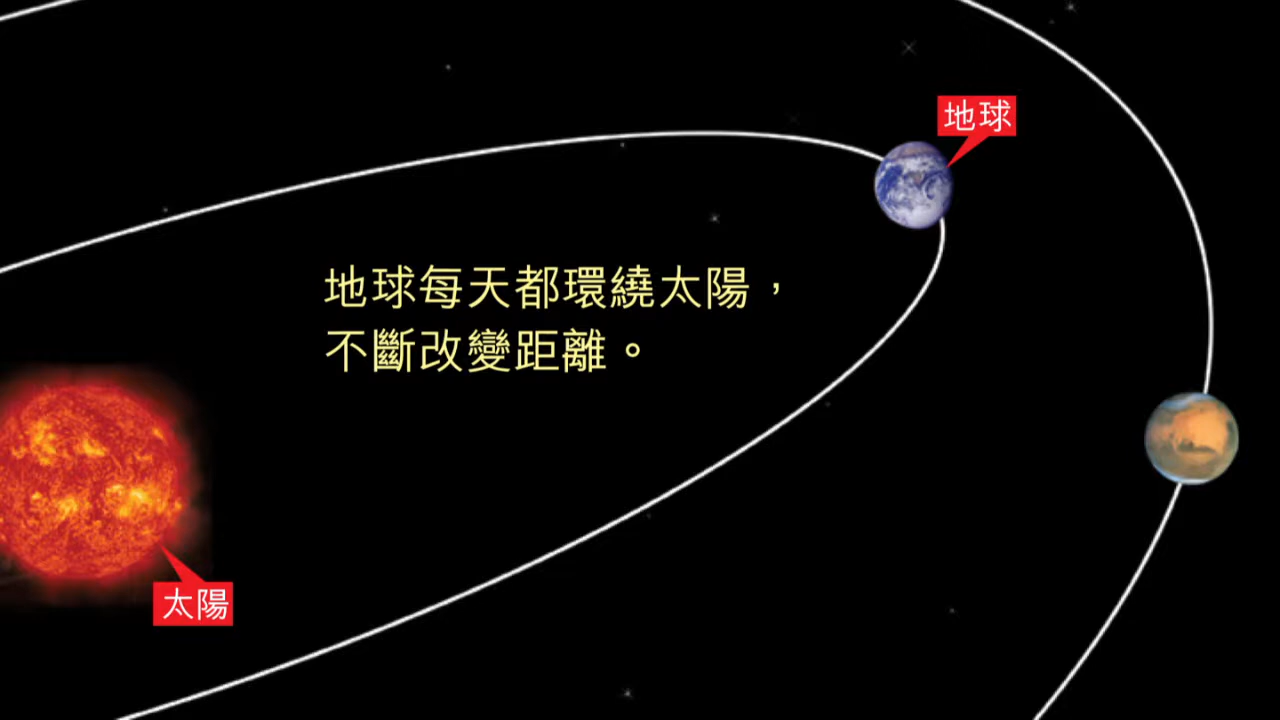 地球
地球每天都環繞太陽，
不斷改變距離。
太陽